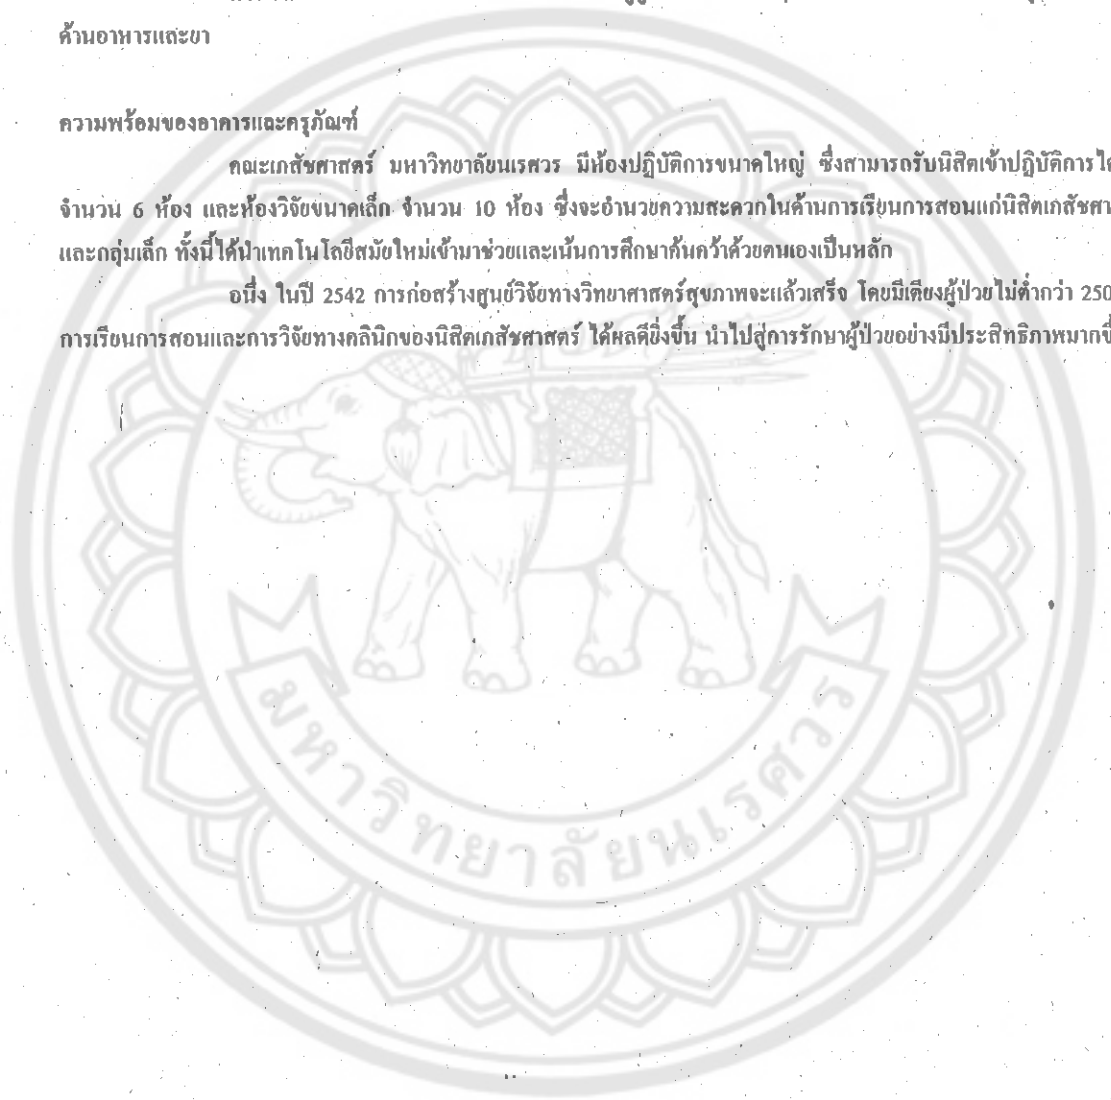 ด้านอาหารและยา
ความพร้อมของอาคารและครุภัณฑ์
คณะเภสัชศาสตร์ มหาวิทยาลัยนเรศวร มีห้องปฏิบัติการขนาดใหญ่ ซึ่งสามารถรับนิสิตเข้าปฏิบัติการได้
จำนวน 6 ห้อง และห้องวิจัยขนาดเล็ก จำนวน 10 ห้อง ซึ่งจะอำนวยความสะดวกในด้านการเรียนการสอนแก่นิสิตเภสัชศา
และกลุ่มเล็ก ทั้งนี้ได้นำเทคโนโลยีสมัยใหม่เข้ามาช่วยและเน้นการศึกษาค้นคว้าด้วยตนเองเป็นหลัก
อนึ่ง ในปี 2542 การก่อสร้างศูนย์วิจัยทางวิทยาศาสตร์สุขภาพจะแล้วเสร็จ โดยมีเตียงผู้ป่วยไม่ต่ำกว่า 250
การเรียนการสอนและการวิจัยทางคลินิกของนิสิตเภสัชศาสตร์ ได้ผลดียิ่งขึ้น นำไปสู่การรักษาผู้ป่วยอย่างมีประสิทธิภาพมากขึ้
มหาวิทยาลัยนเรศวร